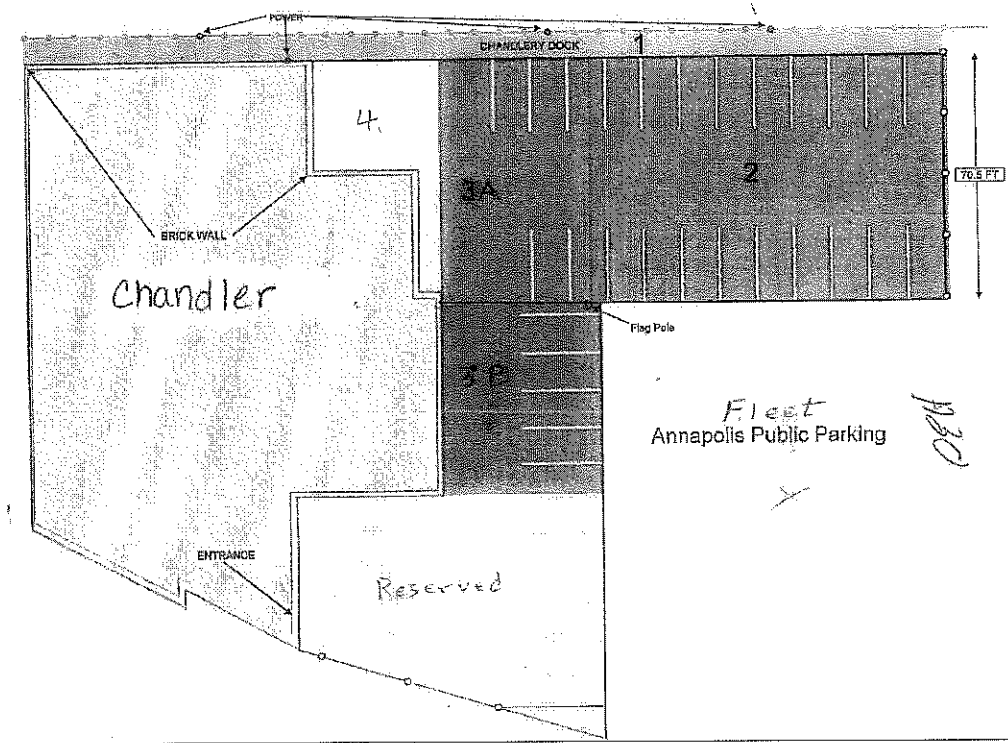 POWER
CHANDLERY DOCK
1
4.
3A
2
70.5 FT
BRICK WALL
Chandler
Flag Pole
3 B
Fleet
Annapolis Public Parking
ENTRANCE
Reserved